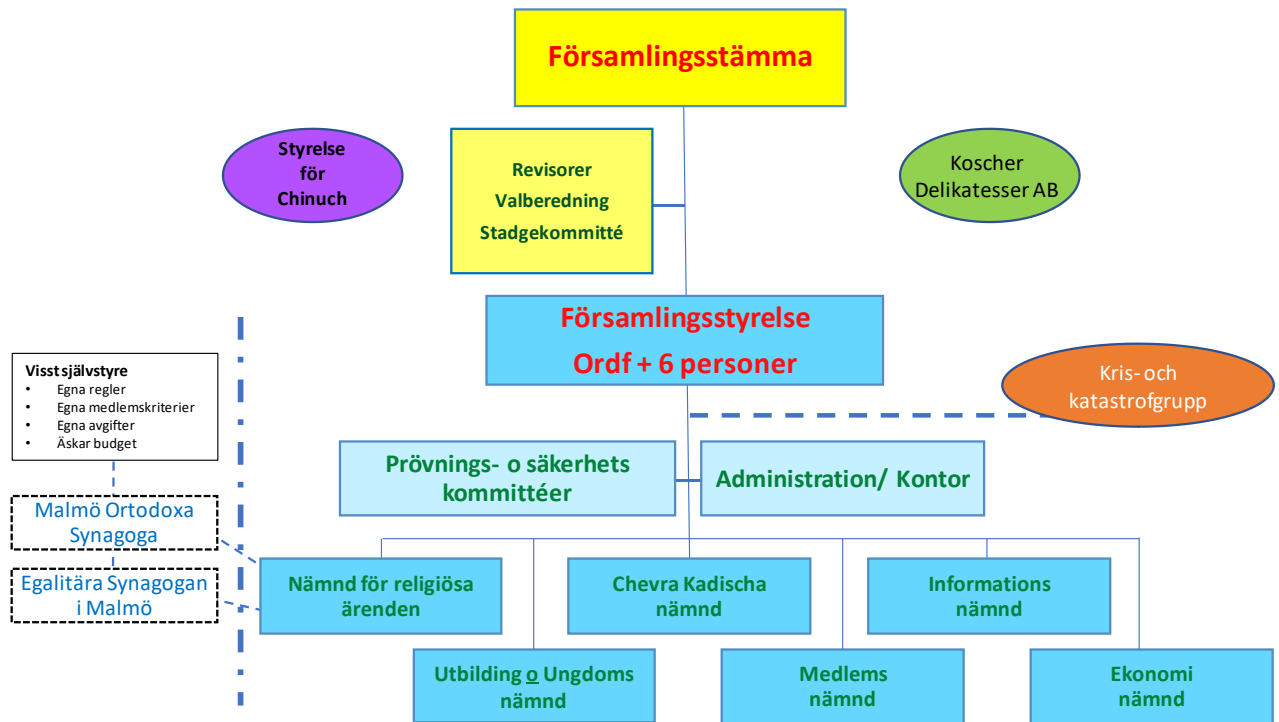 Församlingsstämma
Styrelse
för
Chinuch
Revisorer
Valberedning
Stadgekommitté
Koscher
Delikatesser AB
Församlingsstyrelse
Ordf + 6 personer
Visst självstyre
• Egna regler
• Egna medlemskriterier
• Egna avgifter
• Äskar budget
Kris- och
katastrofgrupp
Prövnings- o säkerhets
kommittéer
Administration/ Kontor
Malmö Ortodoxa
Synagoga
Egalitära Synagogan
i Malmö
Nämnd för religiösa
ärenden
Chevra Kadischa
nämnd
Informations
nämnd
Utbilding o Ungdoms
nämnd
Medlems
nämnd
Ekonomi
nämnd